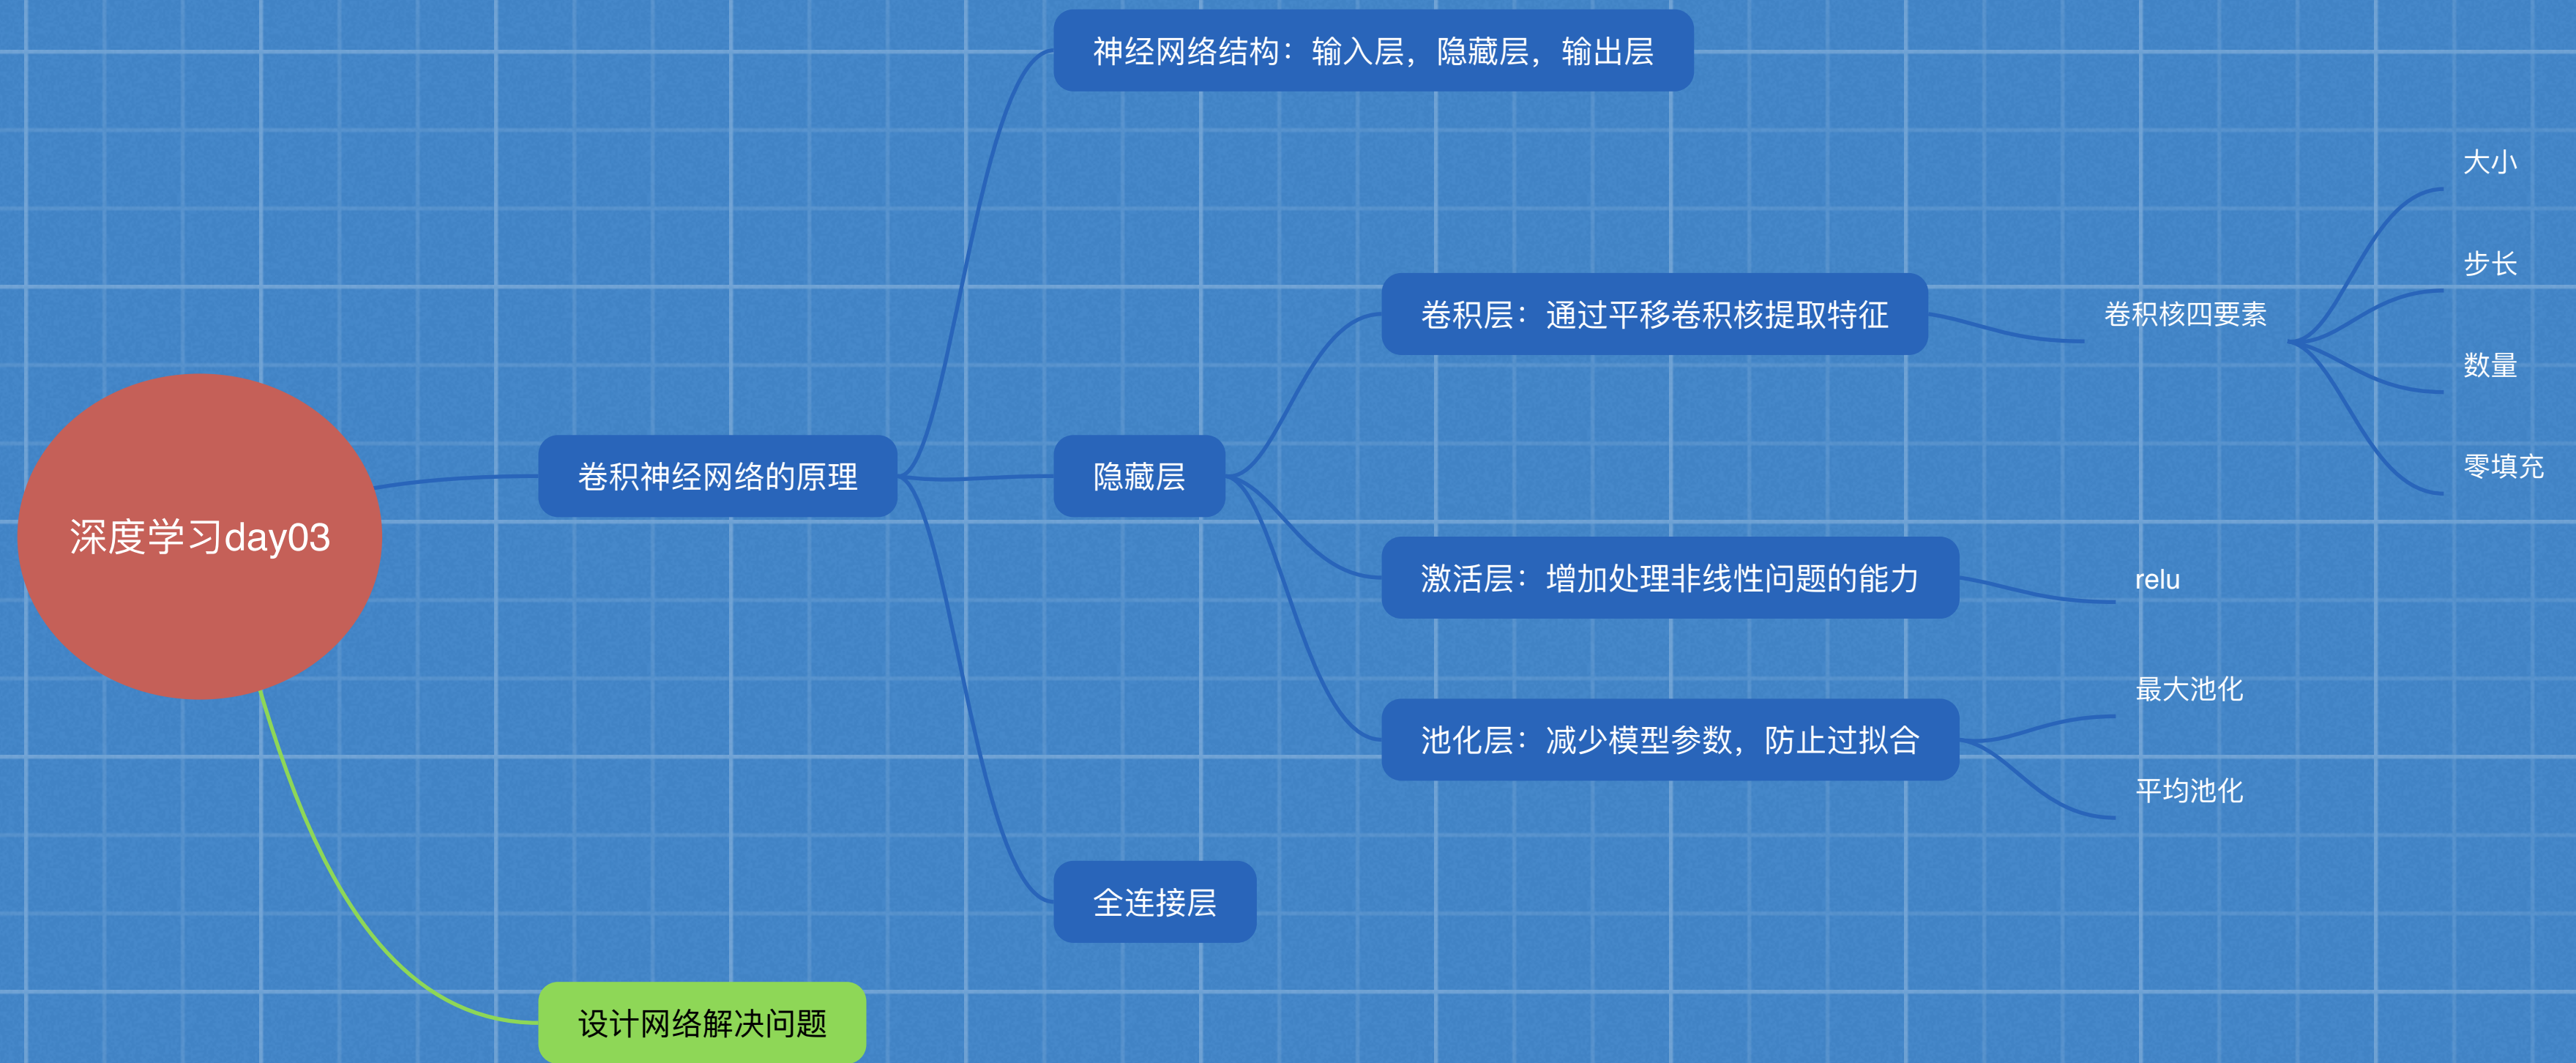 神经网络结构：输入层，隐藏层，输出层
大小
步长
卷积层：通过平移卷积核提取特征
卷积核四要素
数量
零填充
卷积神经网络的原理
隐藏层
深度学习day03
激活层：增加处理非线性问题的能力
relu
最大池化
池化层：减少模型参数，防止过拟合
平均池化
全连接层
设计网络解决问题